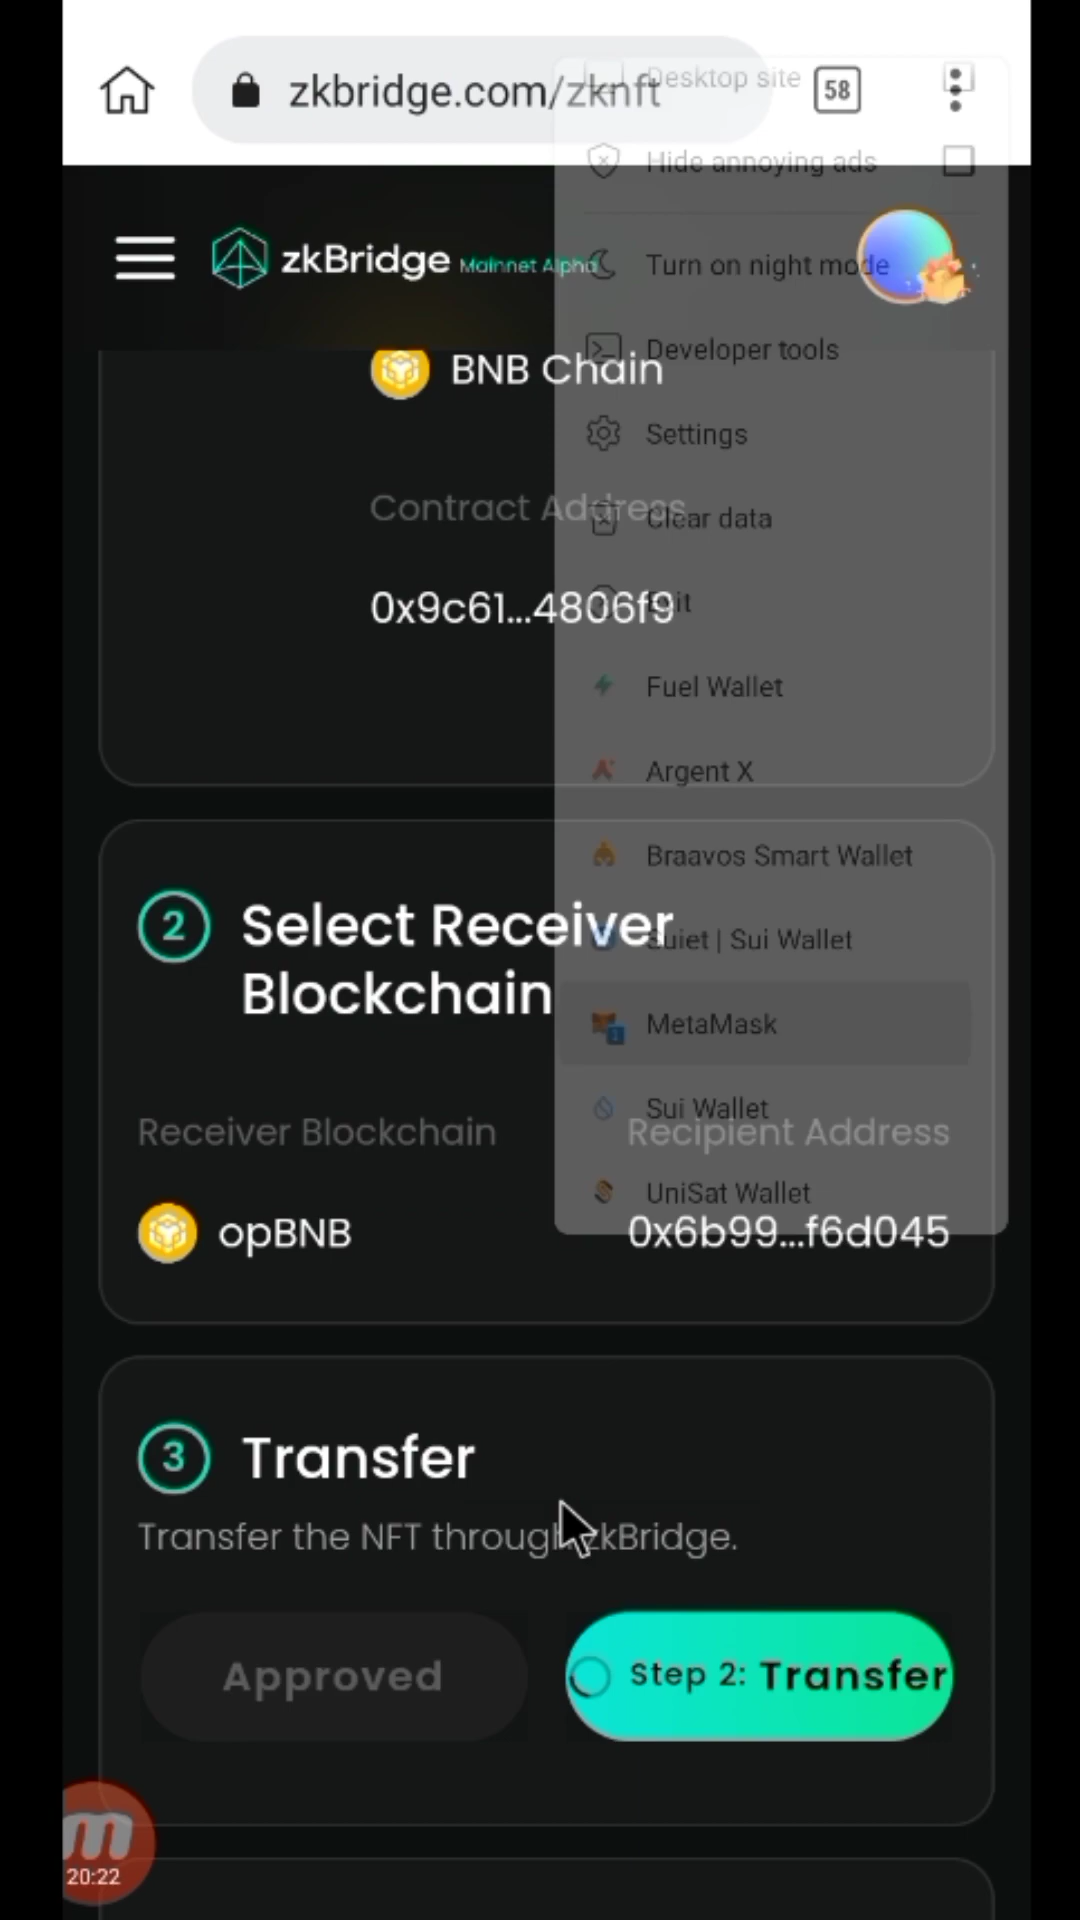 zkbridge.com/zknft
58
Desktop site
Hide annoying ads
zkBridge Mainnet Alpha
Turn on night mode
Developer tools
BNB Chain
Settings
Contract Address
Clear data
0x9c61...4806f9
Exit
Fuel Wallet
Argent X
Braavos Smart Wallet
2 Select Receiver
Blockchain
Suiet | Sui Wallet
MetaMask
1
Sui Wallet
Receiver Blockchain
Recipient Address
UniSat Wallet
opBNB
0x6b99...f6d045
3 Transfer
Transfer the NFT through zkBridge.
Approved
Step 2: Transfer
m
20:22